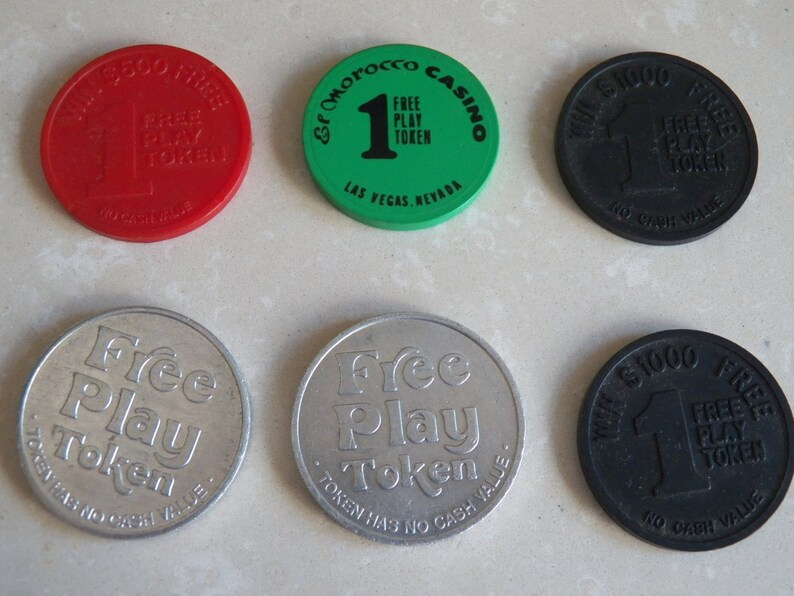 WIN $500 FREE
1
FREE
PLAY
TOKEN
NO CASH VALUE
El Morocco CASINO
1
FREE
PLAY
TOKEN
LAS VEGAS, NEVADA
WIN $1000 FREE
1
FREE
PLAY
TOKEN
NO CASH VALUE
Free
Play
Token
· TOKEN HAS NO CASH VALUE ·
Free
Play
Token
· TOKEN HAS NO CASH VALUE ·
WIN $1000 FREE
1
FREE
PLAY
TOKEN
NO CASH VALUE